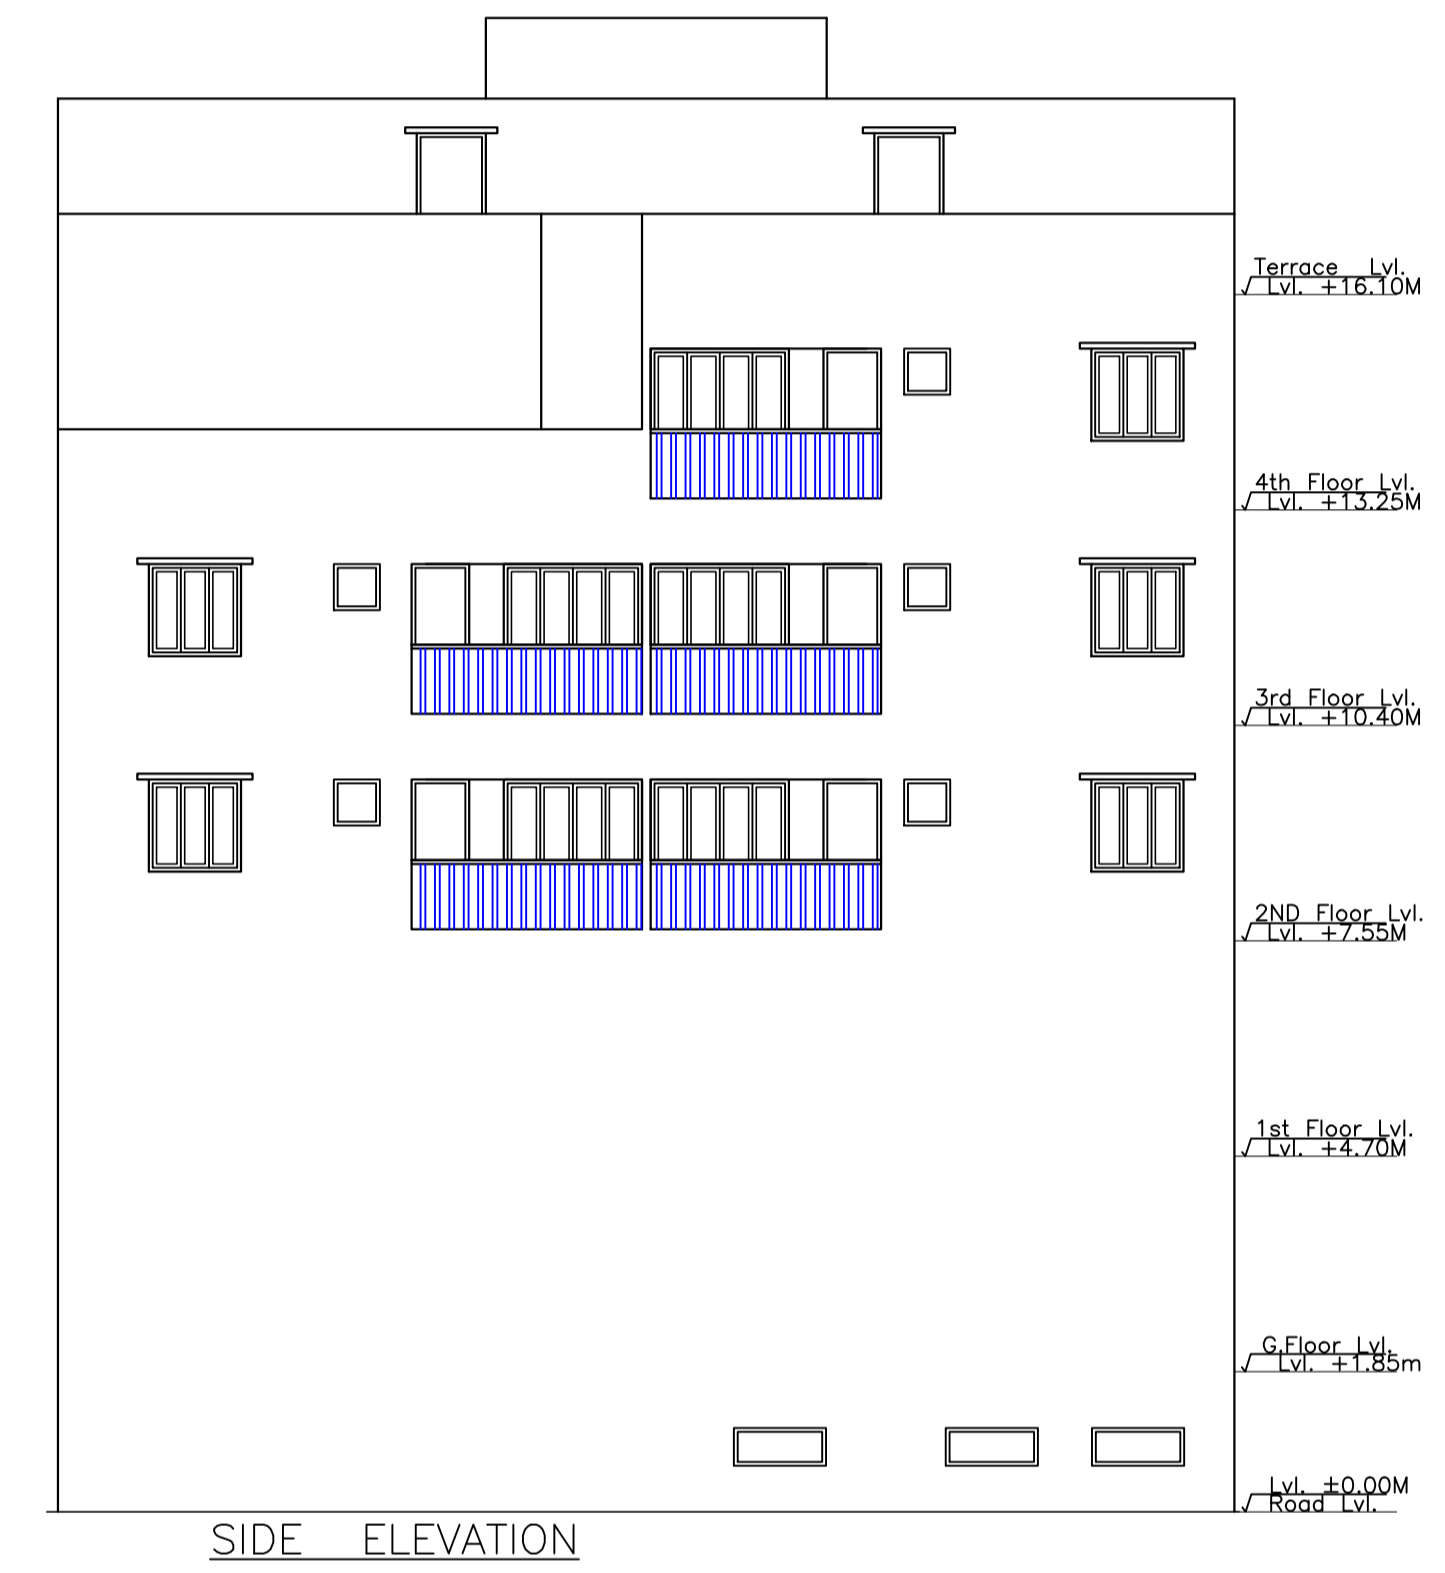 Terrace Lvl.
Lvl. +16.10M
4th Floor Lvl.
Lvl. +13.25M
3rd Floor Lvl.
Lvl. +10.40M
2ND Floor Lvl.
Lvl. +7.55M
1st Floor Lvl.
Lvl. +4.70M
G.Floor Lvl.
Lvl. +1.85m
Lvl. ±0.00M
Road Lvl.
SIDE ELEVATION